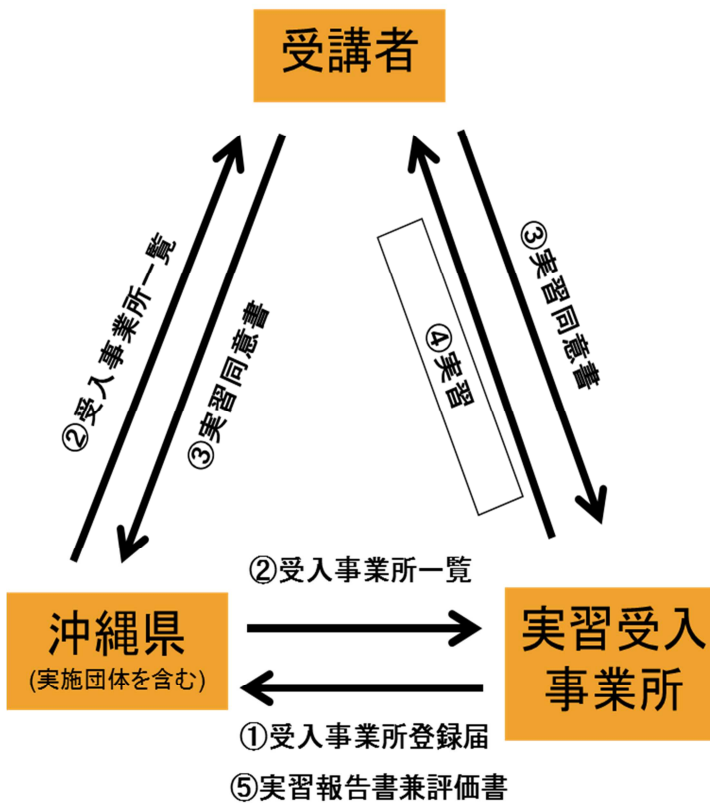 受講者
②受入事業所一覧
③実習同意書
④実習
③実習同意書
②受入事業所一覧
沖縄県
(実施団体を含む)
実習受入
事業所
①受入事業所登録届
⑤実習報告書兼評価書